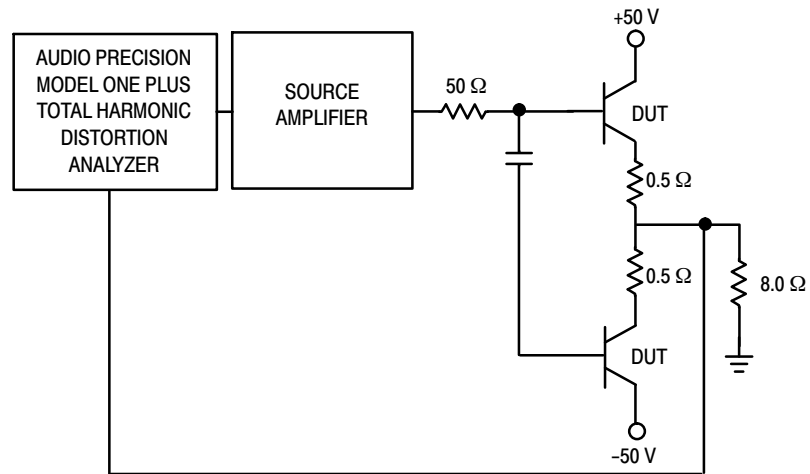 AUDIO PRECISION
MODEL ONE PLUS
TOTAL HARMONIC
DISTORTION
ANALYZER
SOURCE
AMPLIFIER
50 Ω
+50 V
DUT
0.5 Ω
0.5 Ω
8.0 Ω
DUT
–50 V